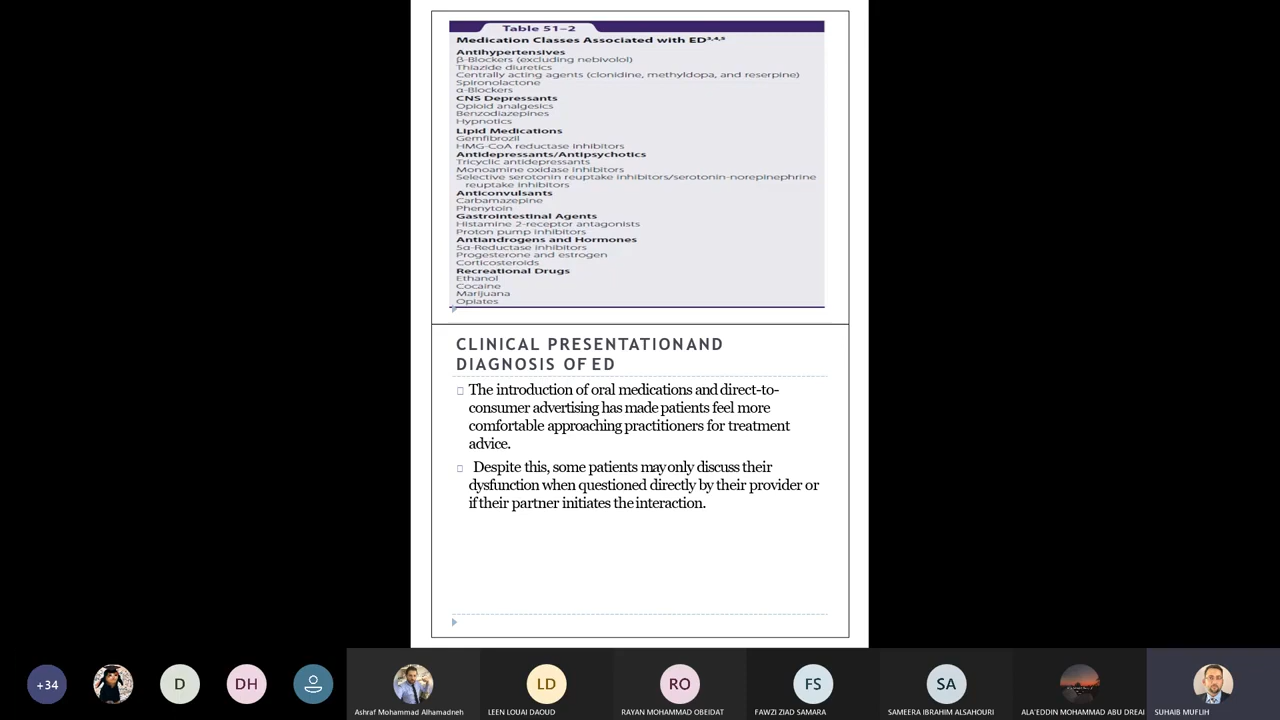 Table 51–2
Medication Classes Associated with ED³,⁴,⁵
Antihypertensives
β-Blockers (excluding nebivolol)
Thiazide diuretics
Centrally acting agents (clonidine, methyldopa, and reserpine)
Spironolactone
α-Blockers
CNS Depressants
Opioid analgesics
Benzodiazepines
Hypnotics
Lipid Medications
Gemfibrozil
HMG-CoA reductase inhibitors
Antidepressants/Antipsychotics
Tricyclic antidepressants
Monoamine oxidase inhibitors
Selective serotonin reuptake inhibitors/serotonin-norepinephrine
reuptake inhibitors
Anticonvulsants
Carbamazepine
Phenytoin
Gastrointestinal Agents
Histamine 2-receptor antagonists
Proton pump inhibitors
Antiandrogens and Hormones
5α-Reductase inhibitors
Progesterone and estrogen
Corticosteroids
Recreational Drugs
Ethanol
Cocaine
Marijuana
Opiates
CLINICAL PRESENTATION AND
DIAGNOSIS OF ED
The introduction of oral medications and direct-to-
consumer advertising has made patients feel more
comfortable approaching practitioners for treatment
advice.
Despite this, some patients may only discuss their
dysfunction when questioned directly by their provider or
if their partner initiates the interaction.
+34
D
DH
LD
RO
FS
SA
Ashraf Mohammad Alhamadneh
LEEN LOUAI DAOUD
RAYAN MOHAMMAD OBEIDAT
FAWZI ZIAD SAMARA
SAMEERA IBRAHIM ALSAHOURI
ALA'EDDIN MOHAMMAD ABU DREAI
SUHAIB MUFLIH